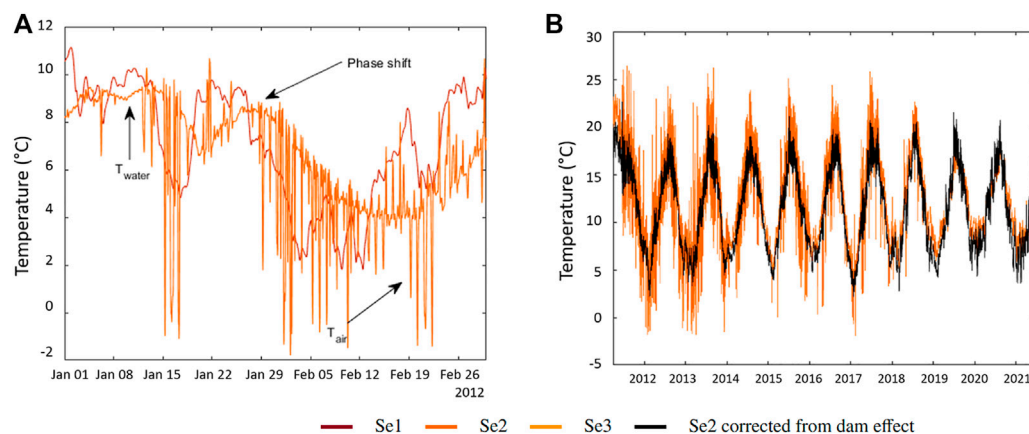 A
Temperature (°C)
12
10
8
6
4
2
0
-2
Phase shift
Twater
Tair
Jan 01 Jan 08 Jan 15 Jan 22 Jan 29 Feb 05 Feb 12 Feb 19 Feb 26
2012
B
Temperature (°C)
30
25
20
15
10
5
0
-5
2012 2013 2014 2015 2016 2017 2018 2019 2020 2021
Se1 Se2 Se3 Se2 corrected from dam effect